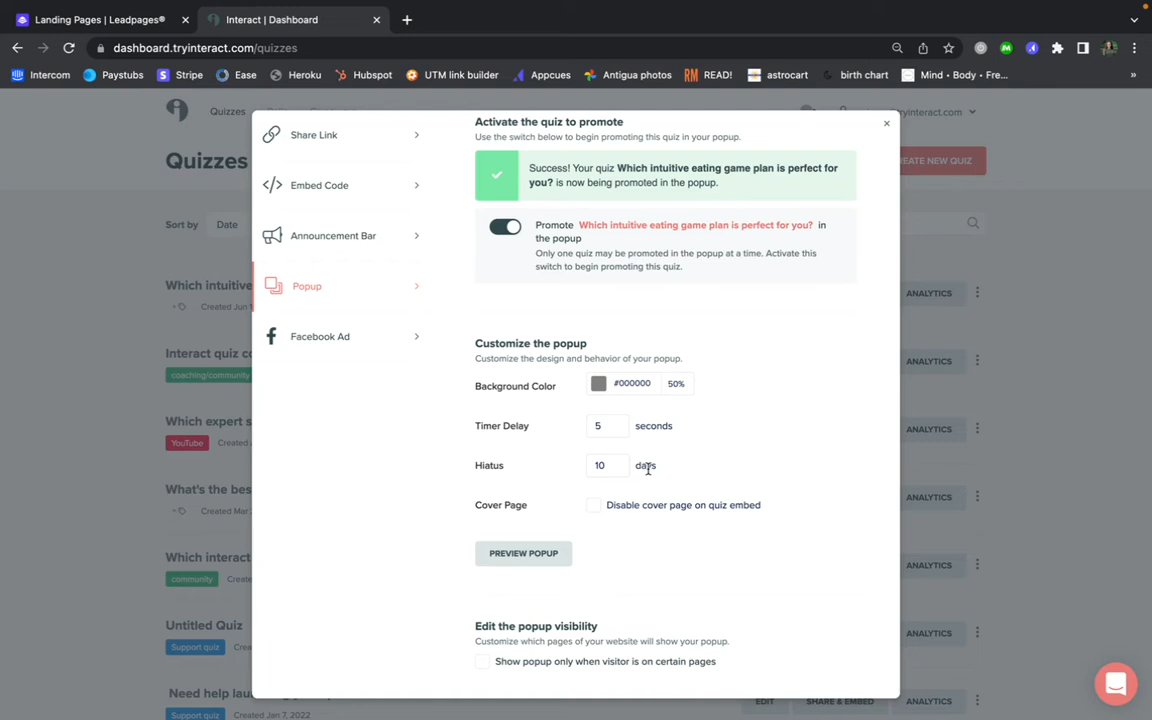 Landing Pages | Leadpages®
Interact | Dashboard
dashboard.tryinteract.com/quizzes
Intercom
Paystubs
Stripe
Ease
Heroku
Hubspot
UTM link builder
Appcues
Antigua photos
RM READ!
astrocart
birth chart
Mind • Body • Fre...
Quizzes
tryinteract.com
Quizzes
CREATE NEW QUIZ
Sort by
Date
Share Link
Embed Code
Announcement Bar
Popup
Facebook Ad
Activate the quiz to promote
Use the switch below to begin promoting this quiz in your popup.
Success! Your quiz Which intuitive eating game plan is perfect for
you? is now being promoted in the popup.
Promote Which intuitive eating game plan is perfect for you? in
the popup
Only one quiz may be promoted in the popup at a time. Activate this
switch to begin promoting this quiz.
Customize the popup
Customize the design and behavior of your popup.
Background Color
#000000
50%
Timer Delay
5
seconds
Hiatus
10
days
Cover Page
Disable cover page on quiz embed
PREVIEW POPUP
Edit the popup visibility
Customize which pages of your website will show your popup.
Show popup only when visitor is on certain pages
Which intuitive
Created Jun 1
ANALYTICS
Interact quiz co
coaching/community
ANALYTICS
Which expert s
YouTube
Created
ANALYTICS
What's the bes
Created Mar
ANALYTICS
Which interact
community
Create
ANALYTICS
Untitled Quiz
Support quiz
Created
ANALYTICS
Need help lau
Support quiz
Created Jan 7, 2022
EDIT
SHARE & EMBED
ANALYTICS